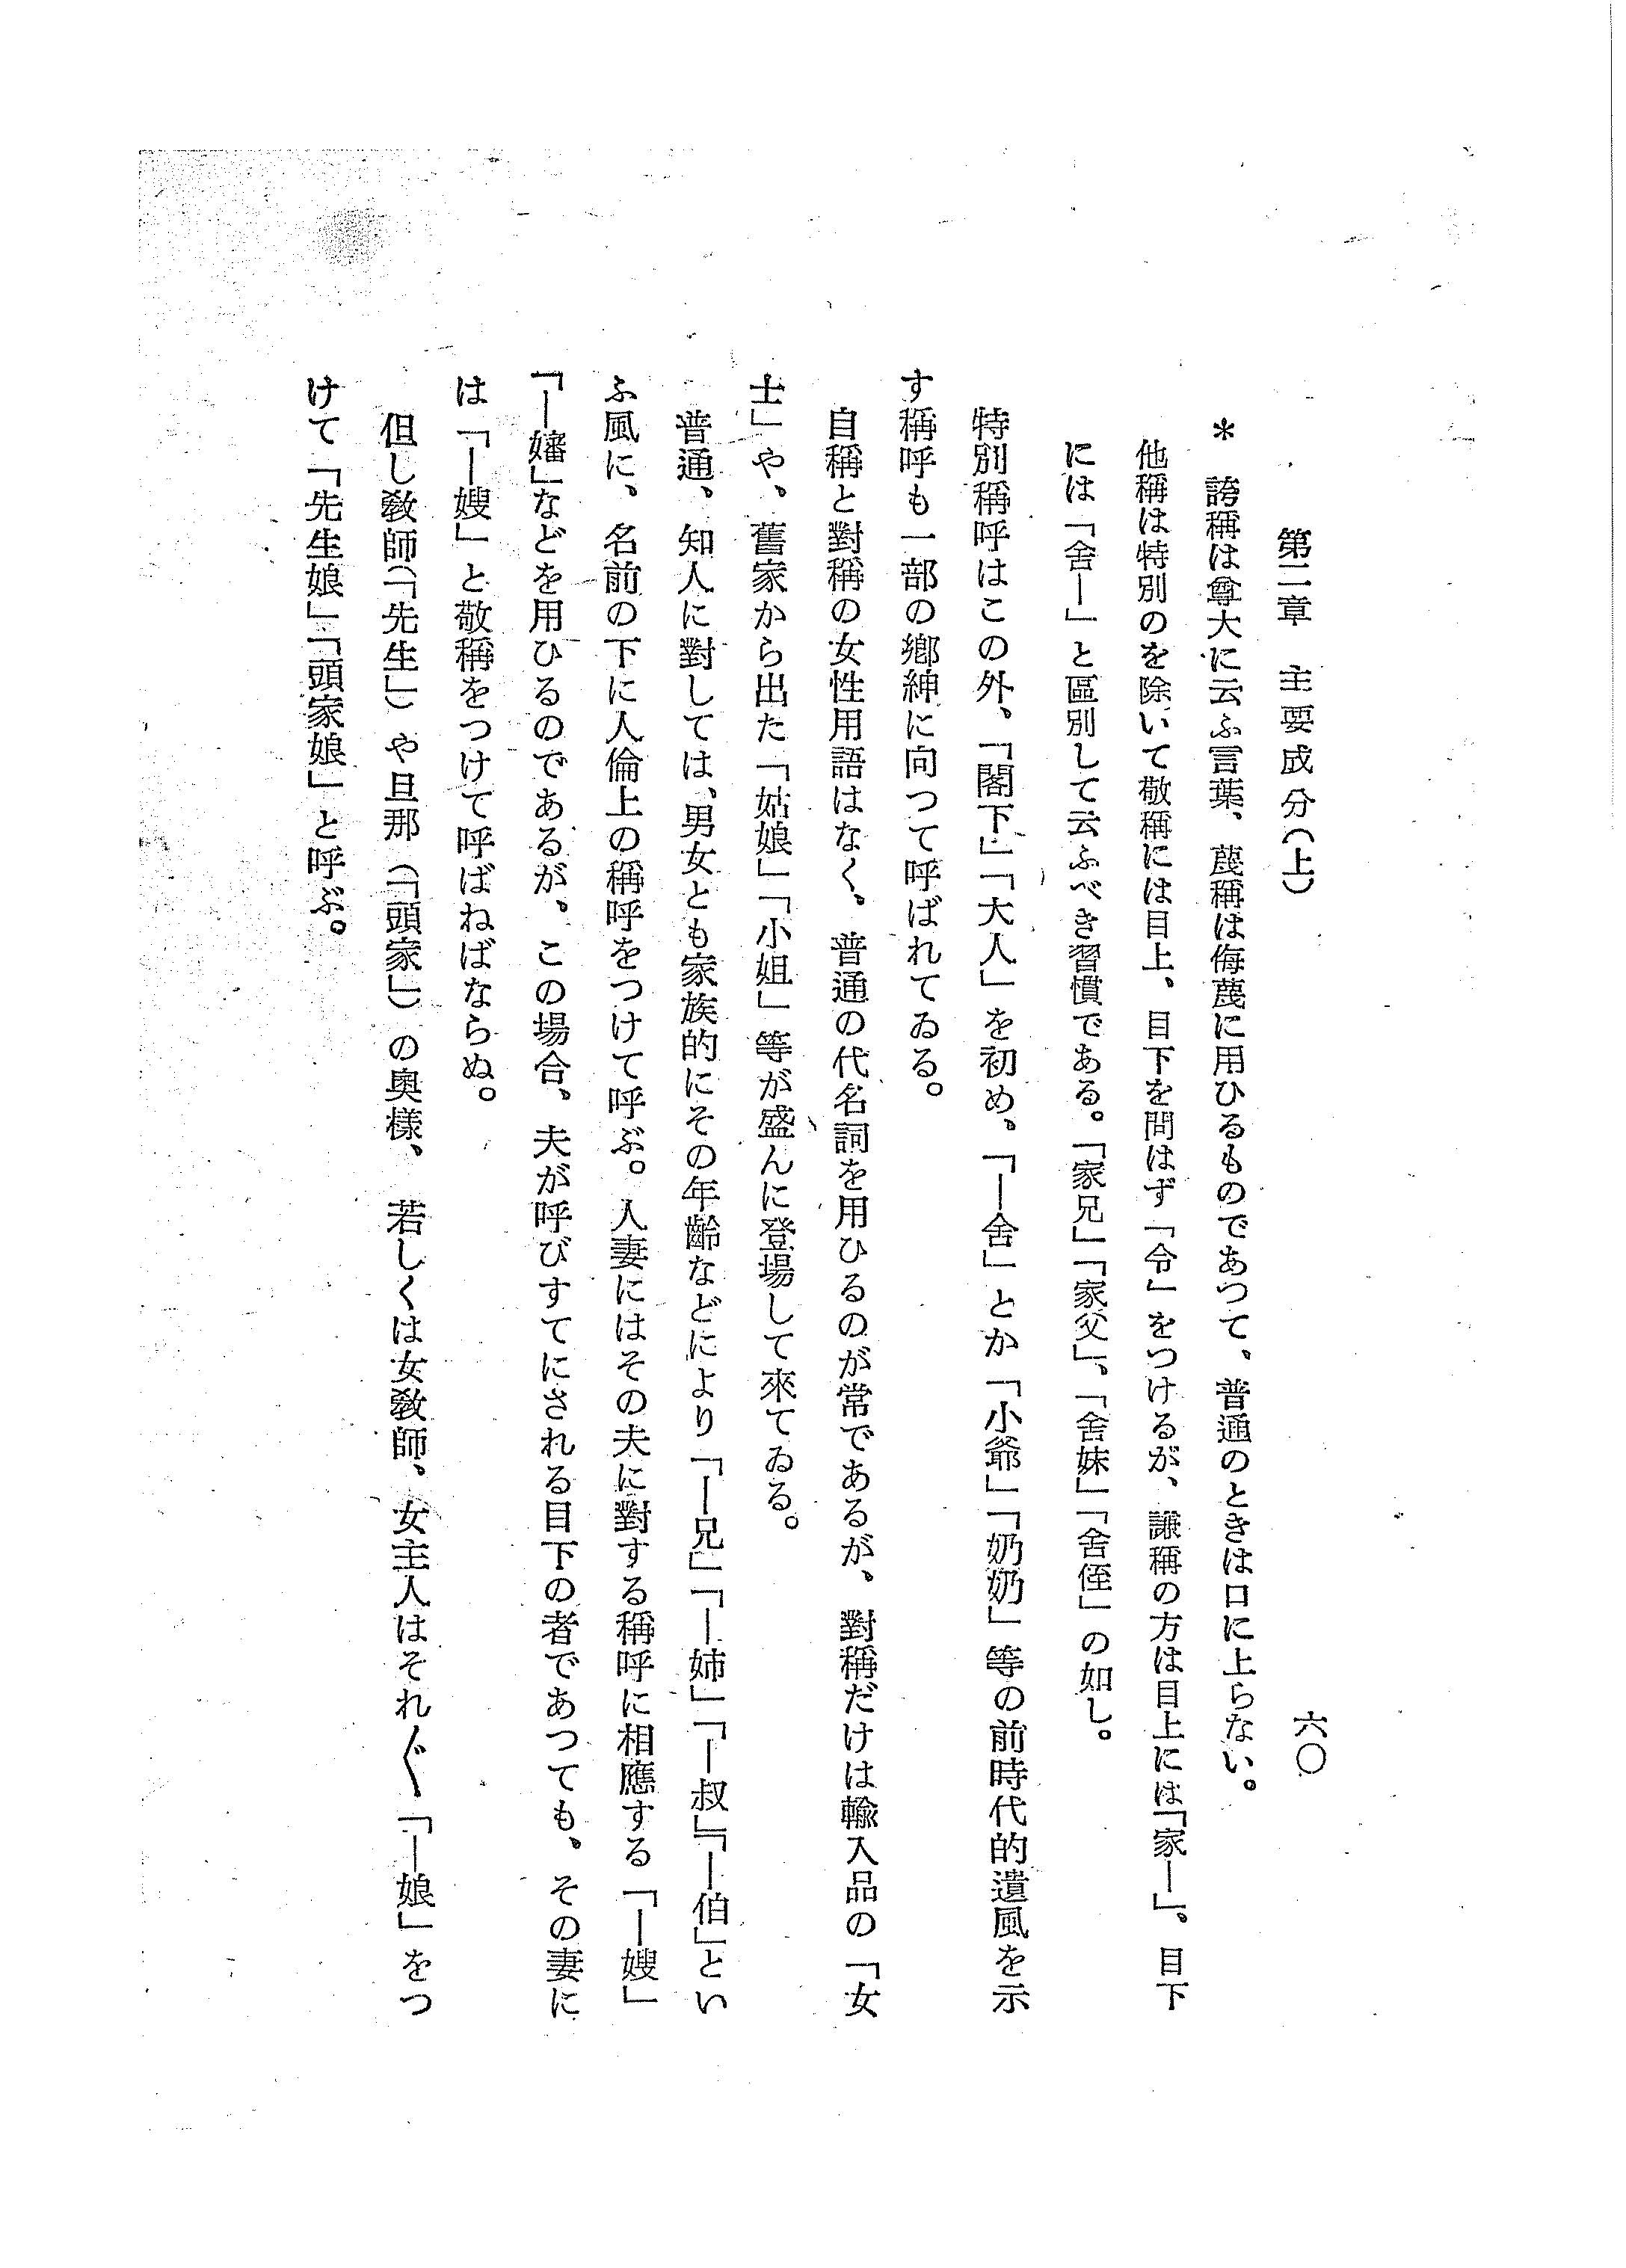 第二章　主要成分（上）　六〇
＊　誇稱は尊大に云ふ言葉、蔑稱は侮蔑に用ひるものであつて、普通のときは口に上らない。
他稱は特別のを除いて敬稱には目上、目下を問はず「令」をつけるが、謙稱の方は目上には「家―」。目下
には「舍―」と區別して云ふべき習慣である。「家兄」「家父」、「舍妹」「舍侄」の如し。
特別稱呼はこの外、「閣下」「大人」を初め、「―舍」とか「小爺」「奶奶」等の前時代的遺風を示
す稱呼も一部の鄕紳に向つて呼ばれてゐる。
自稱と對稱の女性用語はなく、普通の代名詞を用ひるのが常であるが、對稱だけは輸入品の「女
士」や、舊家から出た「姑娘」「小姐」等が盛んに登場して來てゐる。
普通、知人に對しては、男女とも家族的にその年齡などにより「―兄」「―姉」「―叔」「―伯」とい
ふ風に、名前の下に人倫上の稱呼をつけて呼ぶ。人妻にはその夫に對する稱呼に相應する「―嫂」
「―嬸」などを用ひるのであるが、この場合、夫が呼びすてにされる目下の者であつても、その妻に
は「―嫂」と敬稱をつけて呼ばねばならぬ。
但し敎師（「先生」）や旦那（「頭家」）の奧樣、若しくは女敎師、女主人はそれ〴〵「―娘」をつ
けて「先生娘」「頭家娘」と呼ぶ。